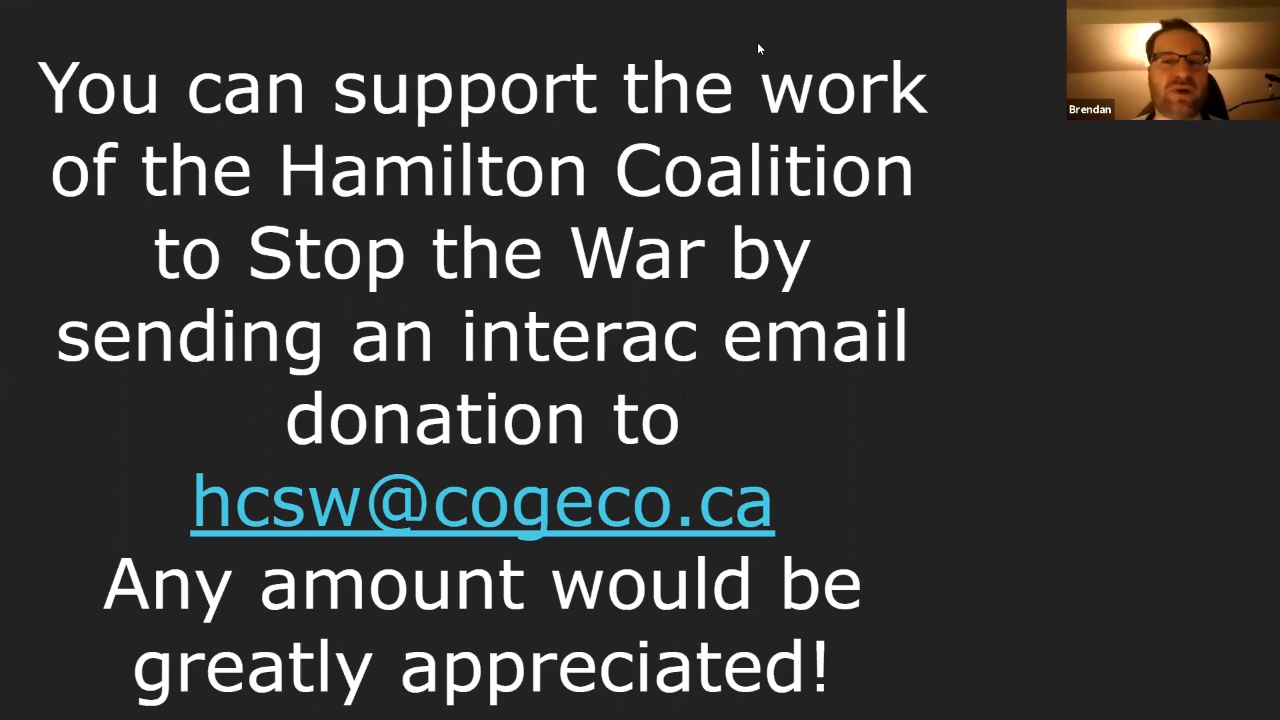 You can support the work
of the Hamilton Coalition
to Stop the War by
sending an interac email
donation to
hcsw@cogeco.ca
Any amount would be
greatly appreciated!
Brendan